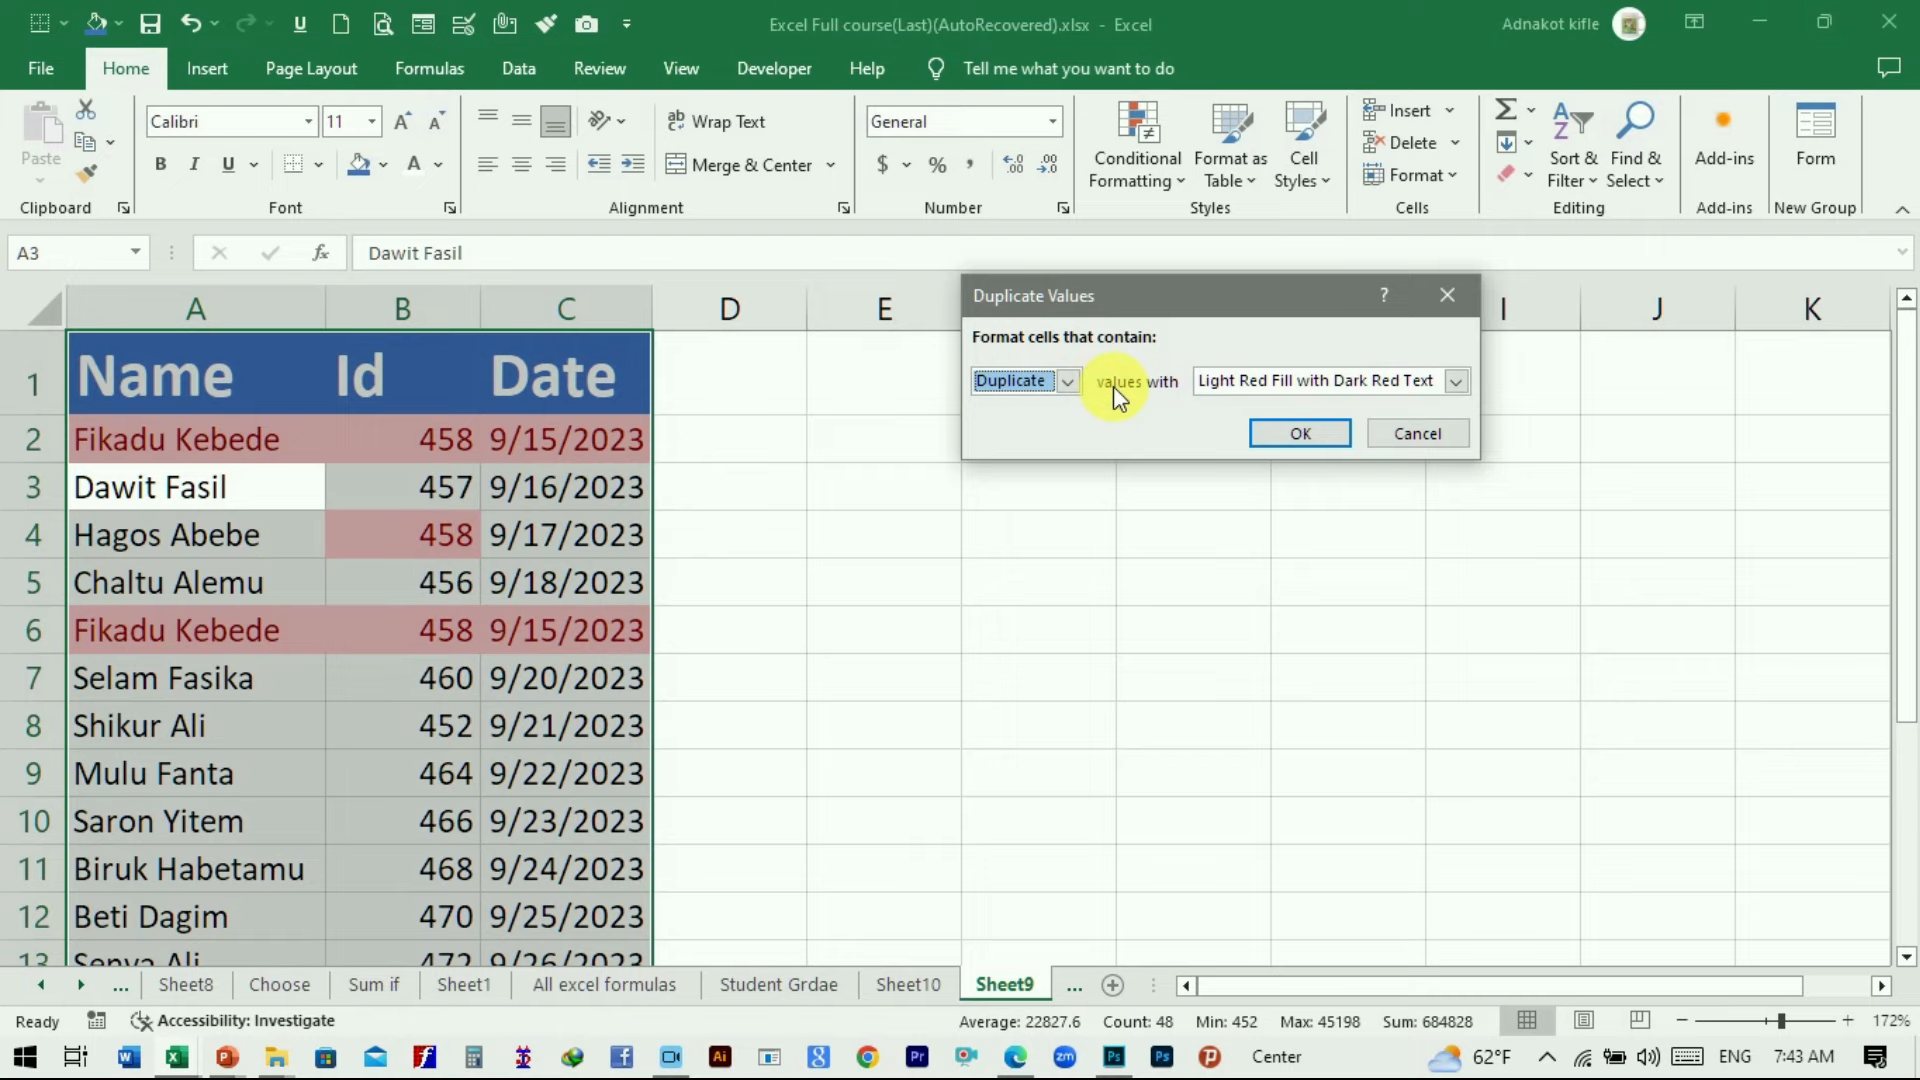 Excel Full course(Last)(AutoRecovered).xlsx - Excel
Adnakot kifle
File Home Insert Page Layout Formulas Data Review View Developer Help Tell me what you want to do
Paste
Clipboard
Calibri 11
B I U
Font
ab Wrap Text
Merge & Center
Alignment
General
$ % ,
Number
Conditional Formatting
Format as Table
Cell Styles
Styles
Insert
Delete
Format
Cells
Sort & Filter
Find & Select
Editing
Add-ins
Add-ins
Form
New Group
A3 fx Dawit Fasil
A B C D E I J K
Duplicate Values ? 
Format cells that contain:
Duplicate values with Light Red Fill with Dark Red Text
OK Cancel
1 Name Id Date
2 Fikadu Kebede 458 9/15/2023
3 Dawit Fasil 457 9/16/2023
4 Hagos Abebe 458 9/17/2023
5 Chaltu Alemu 456 9/18/2023
6 Fikadu Kebede 458 9/15/2023
7 Selam Fasika 460 9/20/2023
8 Shikur Ali 452 9/21/2023
9 Mulu Fanta 464 9/22/2023
10 Saron Yitem 466 9/23/2023
11 Biruk Habetamu 468 9/24/2023
12 Beti Dagim 470 9/25/2023
13 472 9/26/2023
... Sheet8 Choose Sum if Sheet1 All excel formulas Student Grdae Sheet10 Sheet9 ...
Ready Accessibility: Investigate Average: 22827.6 Count: 48 Min: 452 Max: 45198 Sum: 684828 172%
Center 62°F ENG 7:43 AM